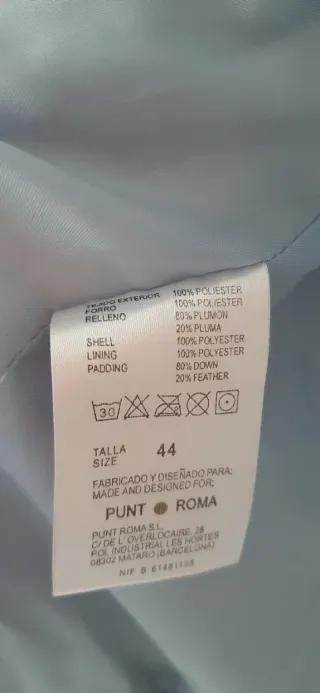 TEJIDO EXTERIOR 100% POLIESTER
FORRO 100% POLIESTER
RELLENO 80% PLUMON
20% PLUMA
SHELL 100% POLYESTER
LINING 100% POLYESTER
PADDING 80% DOWN
20% FEATHER
30
TALLA
SIZE 44
FABRICADO Y DISEÑADO PARA:
MADE AND DESIGNED FOR:
PUNT ROMA
PUNT ROMA S.L.
C/ DE L' OVERLOCAIRE, 28
POL INDUSTRIAL LES HORTES
08302 MATARO (BARCELONA)
NIF B